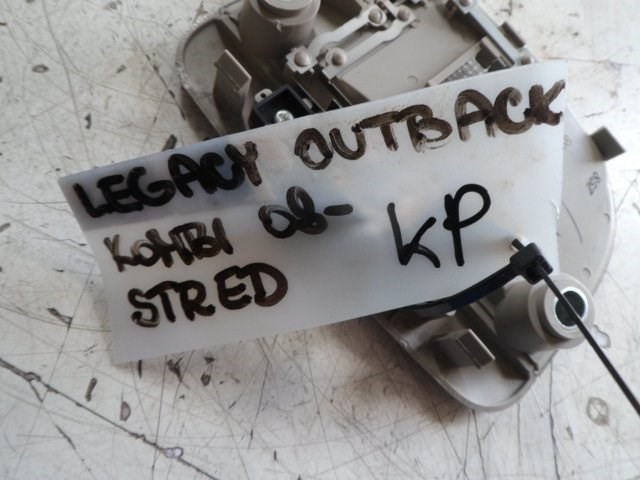 LEGACY OUTBACK
KOMBI 08-
STRED
KP